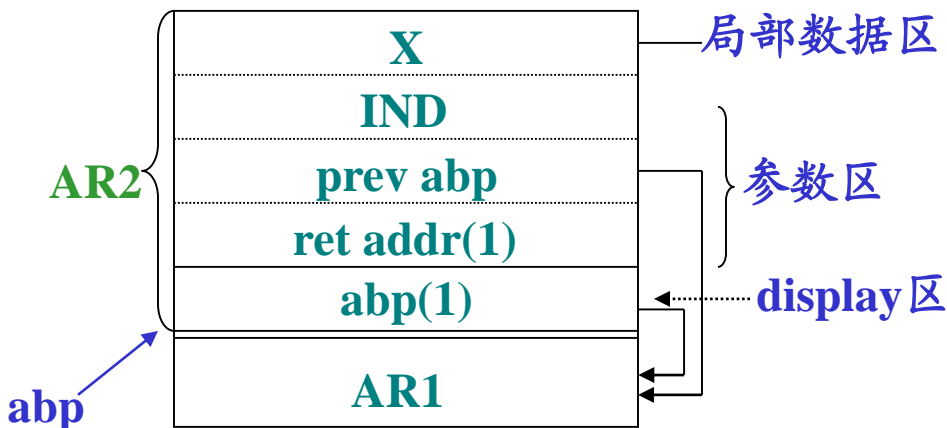 X
局部数据区
IND
AR2
prev abp
参数区
ret addr(1)
abp(1)
display区
AR1
abp